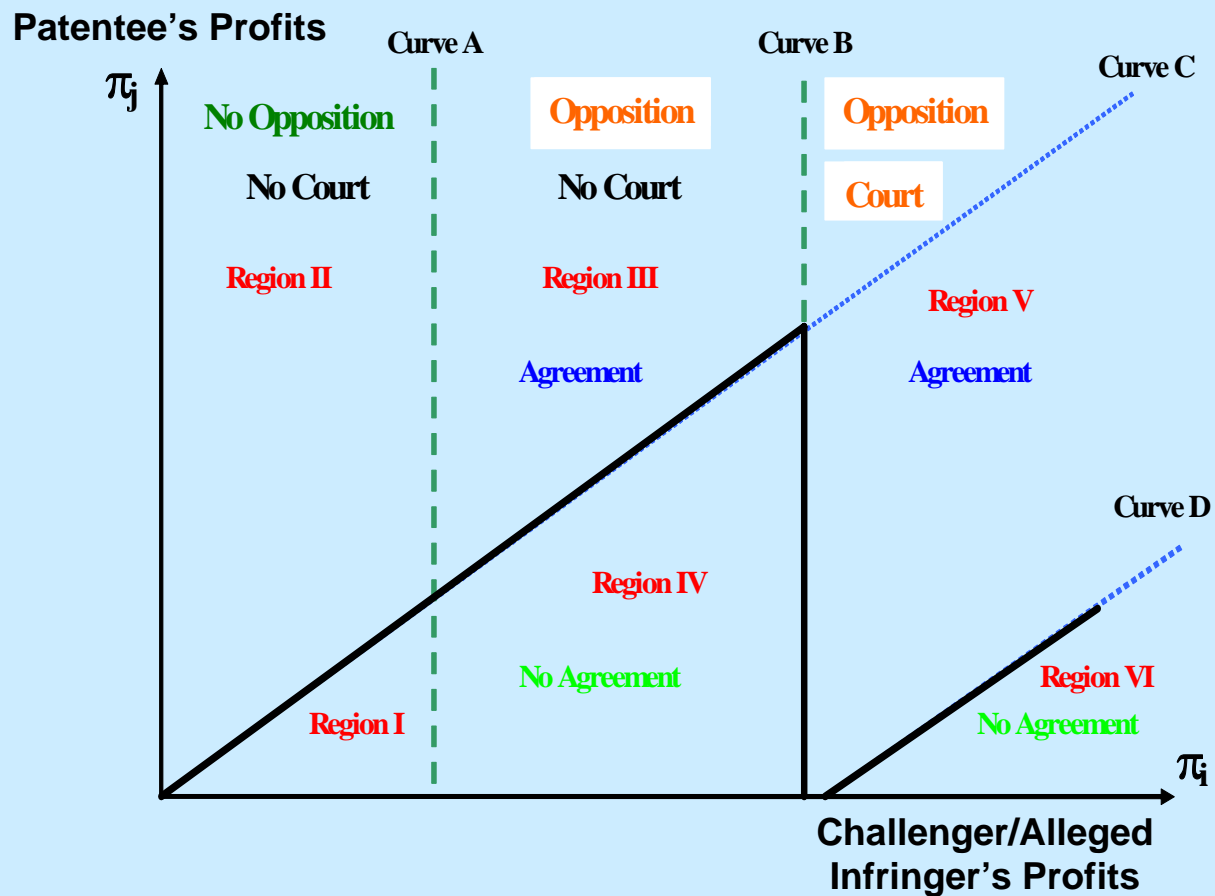 Patentee's Profits
πj
Curve A
Curve B
Curve C
No Opposition
Opposition
Opposition
No Court
No Court
Court
Region II
Region III
Region V
Agreement
Agreement
Curve D
Region IV
No Agreement
Region VI
Region I
No Agreement
πi
Challenger/Alleged
Infringer's Profits